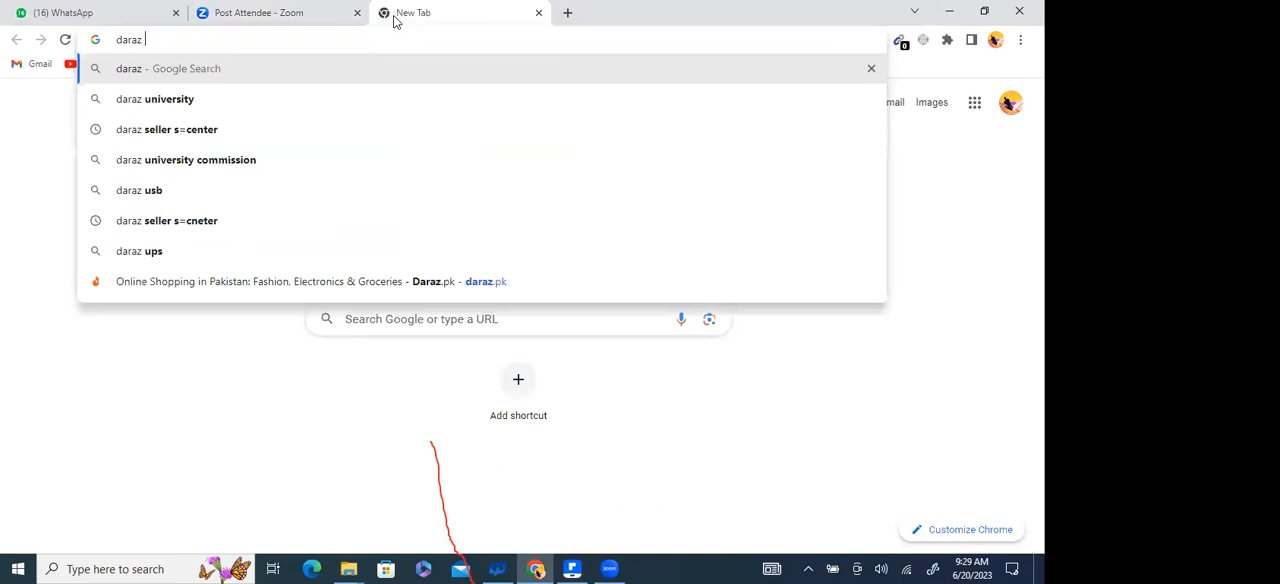 (16) WhatsApp
Post Attendee - Zoom
New Tab
daraz
0
Gmail
daraz - Google Search
daraz university
mail
Images
daraz seller s=center
daraz university commission
daraz usb
daraz seller s=cneter
daraz ups
Online Shopping in Pakistan: Fashion, Electronics & Groceries - Daraz.pk - daraz.pk
Search Google or type a URL
Add shortcut
Customize Chrome
Type here to search
zoom
9:29 AM
6/20/2023